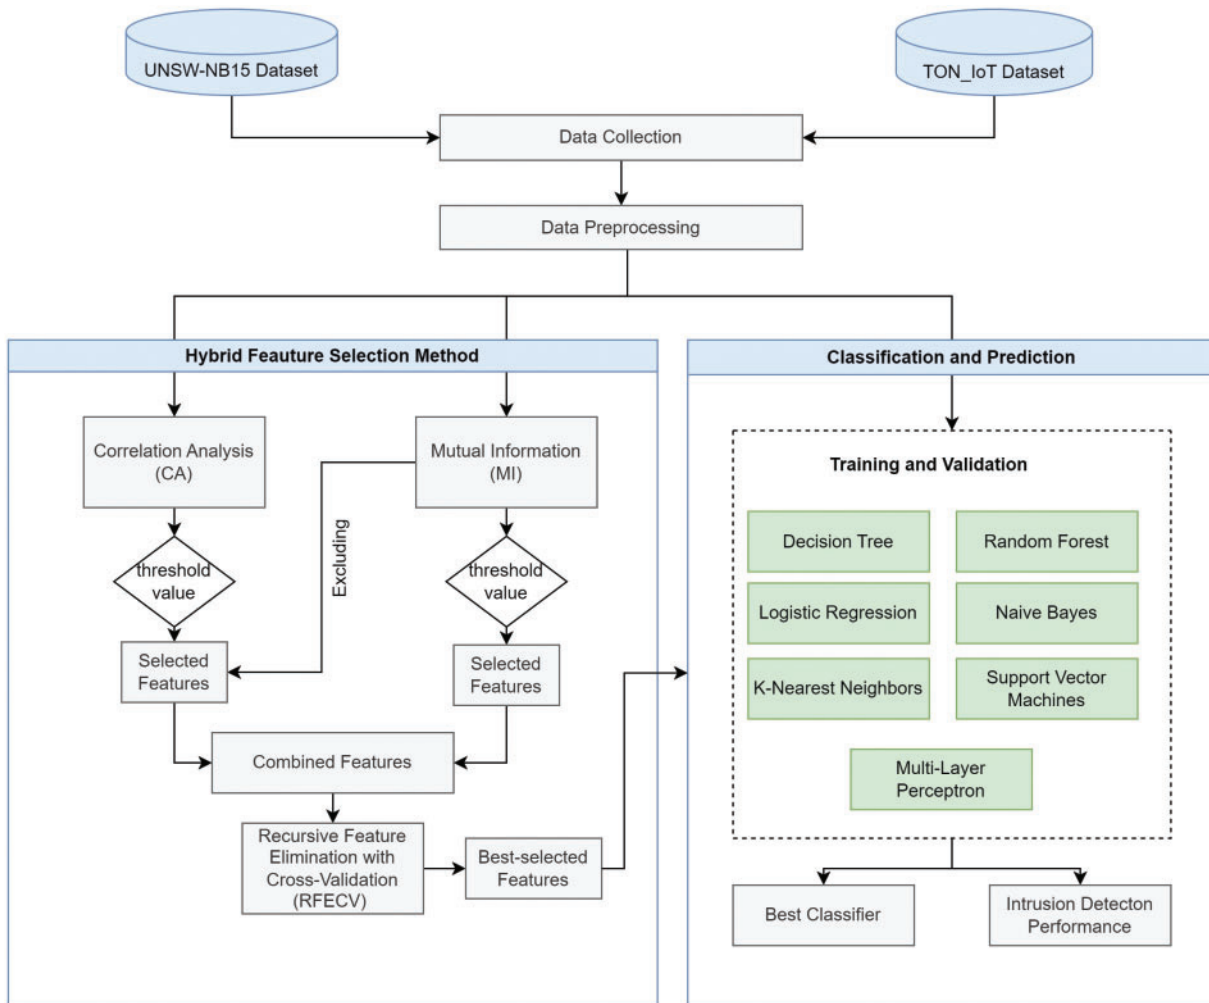 UNSW-NB15 Dataset
TON_IoT Dataset
Data Collection
Data Preprocessing
Hybrid Feauture Selection Method
Classification and Prediction
Correlation Analysis
(CA)
Mutual Information
(MI)
Excluding
threshold
value
threshold
value
Selected
Features
Selected
Features
Combined Features
Recursive Feature
Elimination with
Cross-Validation
(RFECV)
Best-selected
Features
Training and Validation
Decision Tree
Random Forest
Logistic Regression
Naive Bayes
K-Nearest Neighbors
Support Vector
Machines
Multi-Layer
Perceptron
Best Classifier
Intrusion Detecton
Performance